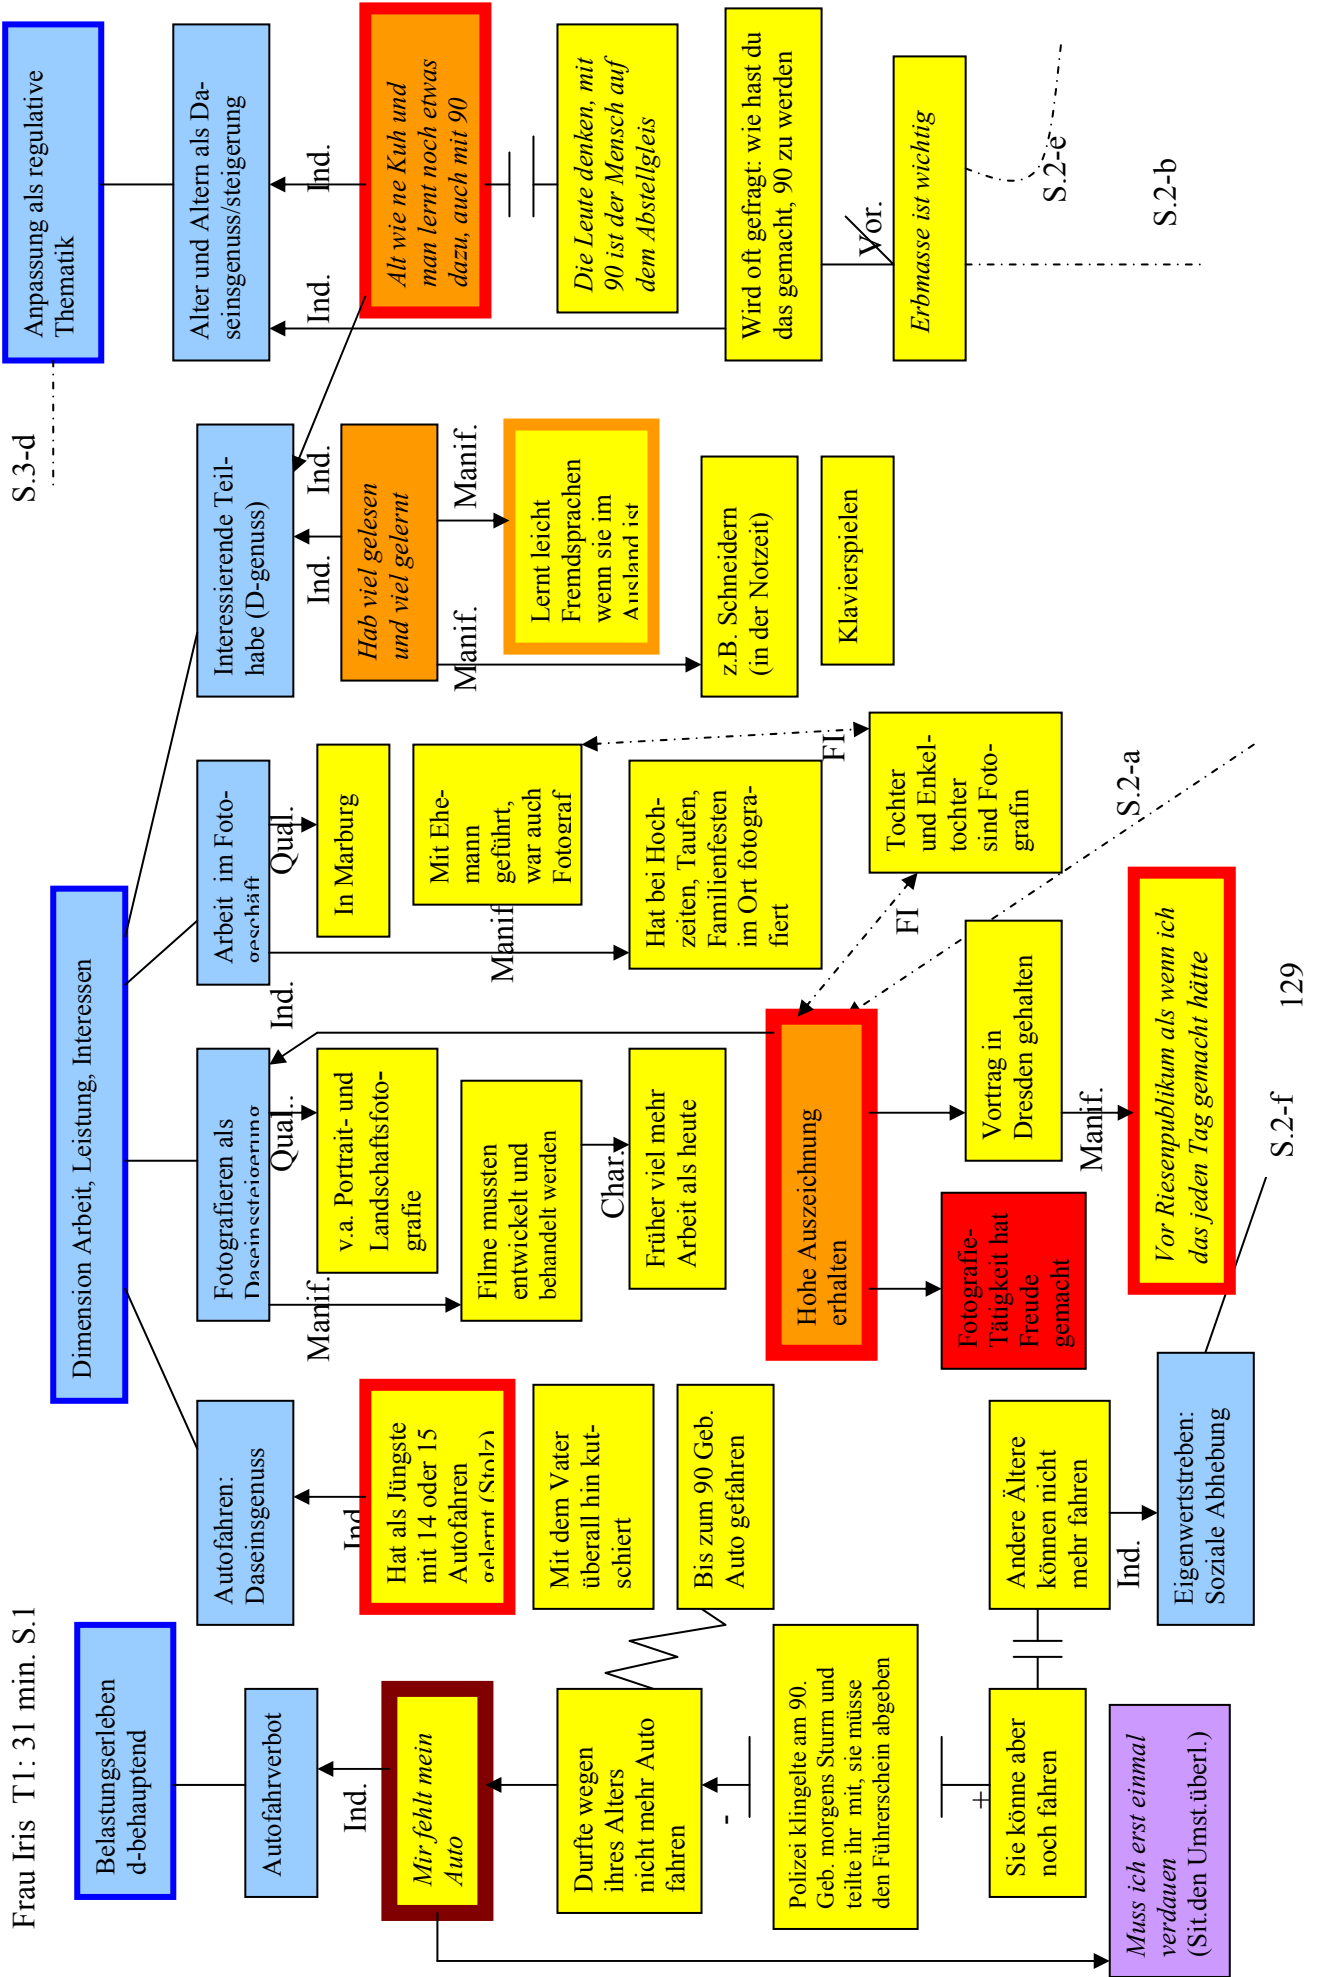 Frau Iris T1: 31 min. S.1
Belastungserleben
d-behauptend
Autofahrverbot
Ind.
Mir fehlt mein
Auto
Durfte wegen
ihres Alters
nicht mehr Auto
fahren
-
Polizei klingelte am 90.
Geb. morgens Sturm und
teilte ihr mit, sie müsse
den Führerschein abgeben
+
Sie könne aber
noch fahren
Muss ich erst einmal
verdauen
(Sit.den Umst.überl.)
Dimension Arbeit, Leistung, Interessen
Autofahren:
Daseinsgenuss
Ind
Hat als Jüngste
mit 14 oder 15
Autofahren
gelernt (Stolz)
Mit dem Vater
überall hin kut-
schiert
Bis zum 90 Geb.
Auto gefahren
Andere Ältere
können nicht
mehr fahren
Ind.
Eigenwertstreben:
Soziale Abhebung
S.2-f
Fotografieren als
Daseinssteigerung
Ind.
Qual..
v.a. Portrait- und
Landschaftsfoto-
grafie
Manif.
Filme mussten
entwickelt und
behandelt werden
Char.
Früher viel mehr
Arbeit als heute
Hohe Auszeichnung
erhalten
Fotografie-
Tätigkeit hat
Freude
gemacht
Vortrag in
Dresden gehalten
Manif.
Vor Riesenpublikum als wenn ich
das jeden Tag gemacht hätte
Arbeit im Foto-
geschäft
Qual.
In Marburg
Mit Ehe-
mann
geführt,
war auch
Fotograf
Manif
Hat bei Hoch-
zeiten, Taufen,
Familienfesten
im Ort fotogra-
fiert
FI
Tochter
und Enkel-
tochter
sind Foto-
grafin
FI
S.2-a
Interessierende Teil-
habe (D-genuss)
Ind.
Ind.
Hab viel gelesen
und viel gelernt
Manif.
Manif.
Lernt leicht
Fremdsprachen
wenn sie im
Ausland ist
z.B. Schneidern
(in der Notzeit)
Klavierspielen
S.3-d
Anpassung als regulative
Thematik
Alter und Altern als Da-
seinsgenuss/steigerung
Ind.
Ind.
Alt wie ne Kuh und
man lernt noch etwas
dazu, auch mit 90
Die Leute denken, mit
90 ist der Mensch auf
dem Abstellgleis
Wird oft gefragt: wie hast du
das gemacht, 90 zu werden
Vor.
Erbmasse ist wichtig
S.2-e
S.2-b
129